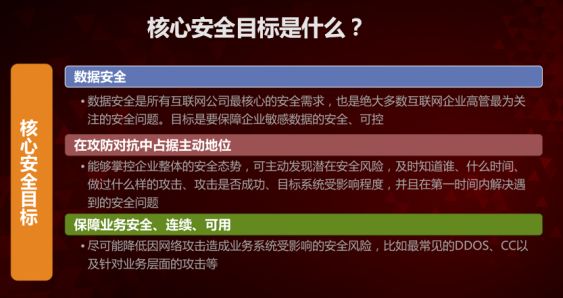 核心安全目标是什么？
核心安全目标
数据安全
•数据安全是所有互联网公司最核心的安全需求，也是绝大多数互联网企业高管最为关
注的安全问题。目标是要保障企业敏感数据的安全、可控
在攻防对抗中占据主动地位
•能够掌控企业整体的安全态势，可主动发现潜在安全风险，及时知道谁、什么时间、
做过什么样的攻击、攻击是否成功、目标系统受影响程度，并且在第一时间内解决遇
到的安全问题
保障业务安全、连续、可用
•尽可能降低因网络攻击造成业务系统受影响的安全风险，比如最常见的DDOS、CC以
及针对业务层面的攻击等